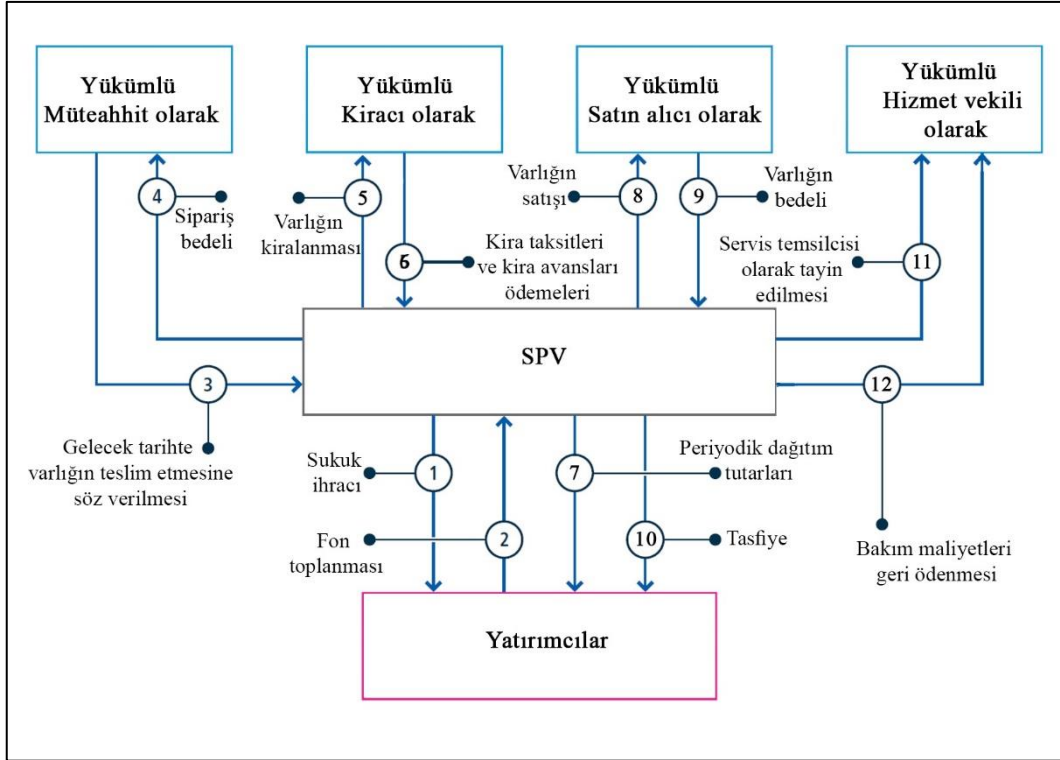 Yükümlü
Müteahhit olarak
Yükümlü
Kiracı olarak
Yükümlü
Satın alıcı olarak
Yükümlü
Hizmet vekili
olarak
4
Sipariş
bedeli
Varlığın
kiralanması
5
6
Kira taksitleri
ve kira avansları
ödemeleri
Varlığın
satışı
8
9
Varlığın
bedeli
Servis temsilcisi
olarak tayin
edilmesi
11
SPV
3
Gelecek tarihte
varlığın teslim etmesine
söz verilmesi
12
Bakım maliyetleri
geri ödenmesi
Sukuk
ihracı
1
Fon
toplanması
2
7
Periyodik dağıtım
tutarları
10
Tasfiye
Yatırımcılar